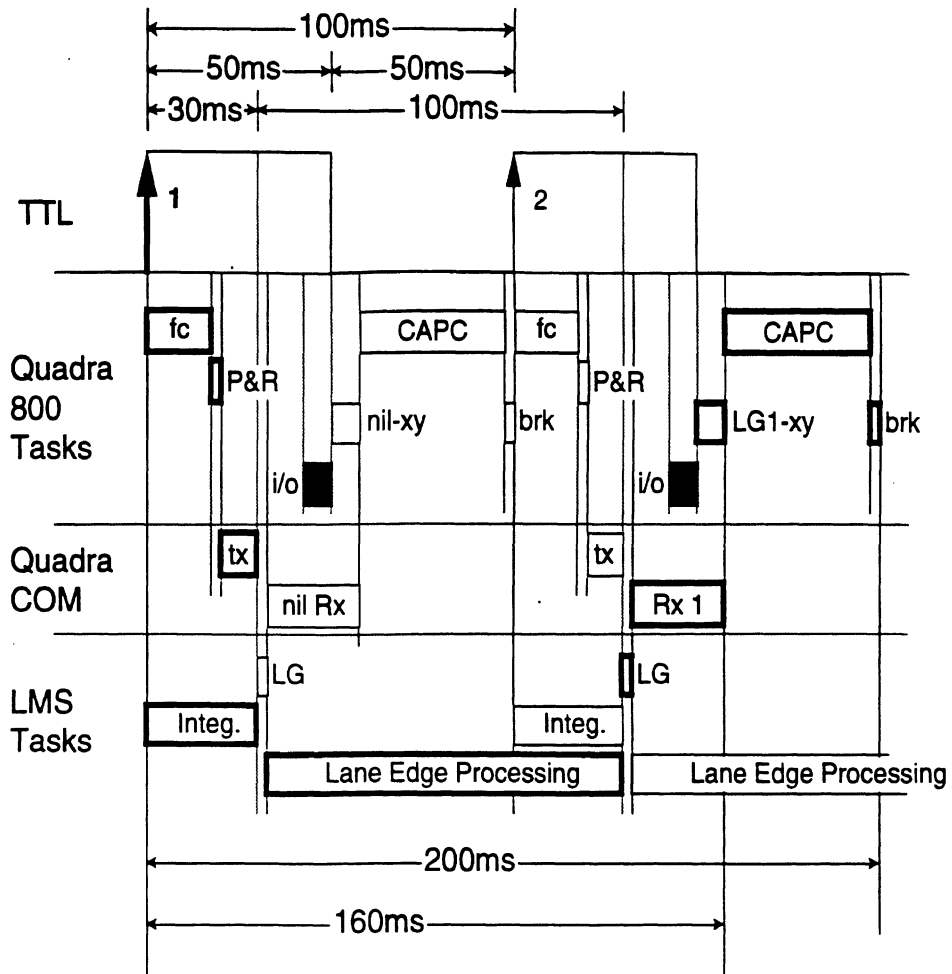 100ms
50ms 50ms
30ms 100ms
TTL 1 2
fc CAPC fc CAPC
Quadra
800
Tasks
P&R P&R
nil-xy brk LG1-xy brk
i/o i/o
Quadra
COM
tx tx
nil Rx Rx 1
LMS
Tasks
LG LG
Integ. Integ.
Lane Edge Processing Lane Edge Processing
200ms
160ms